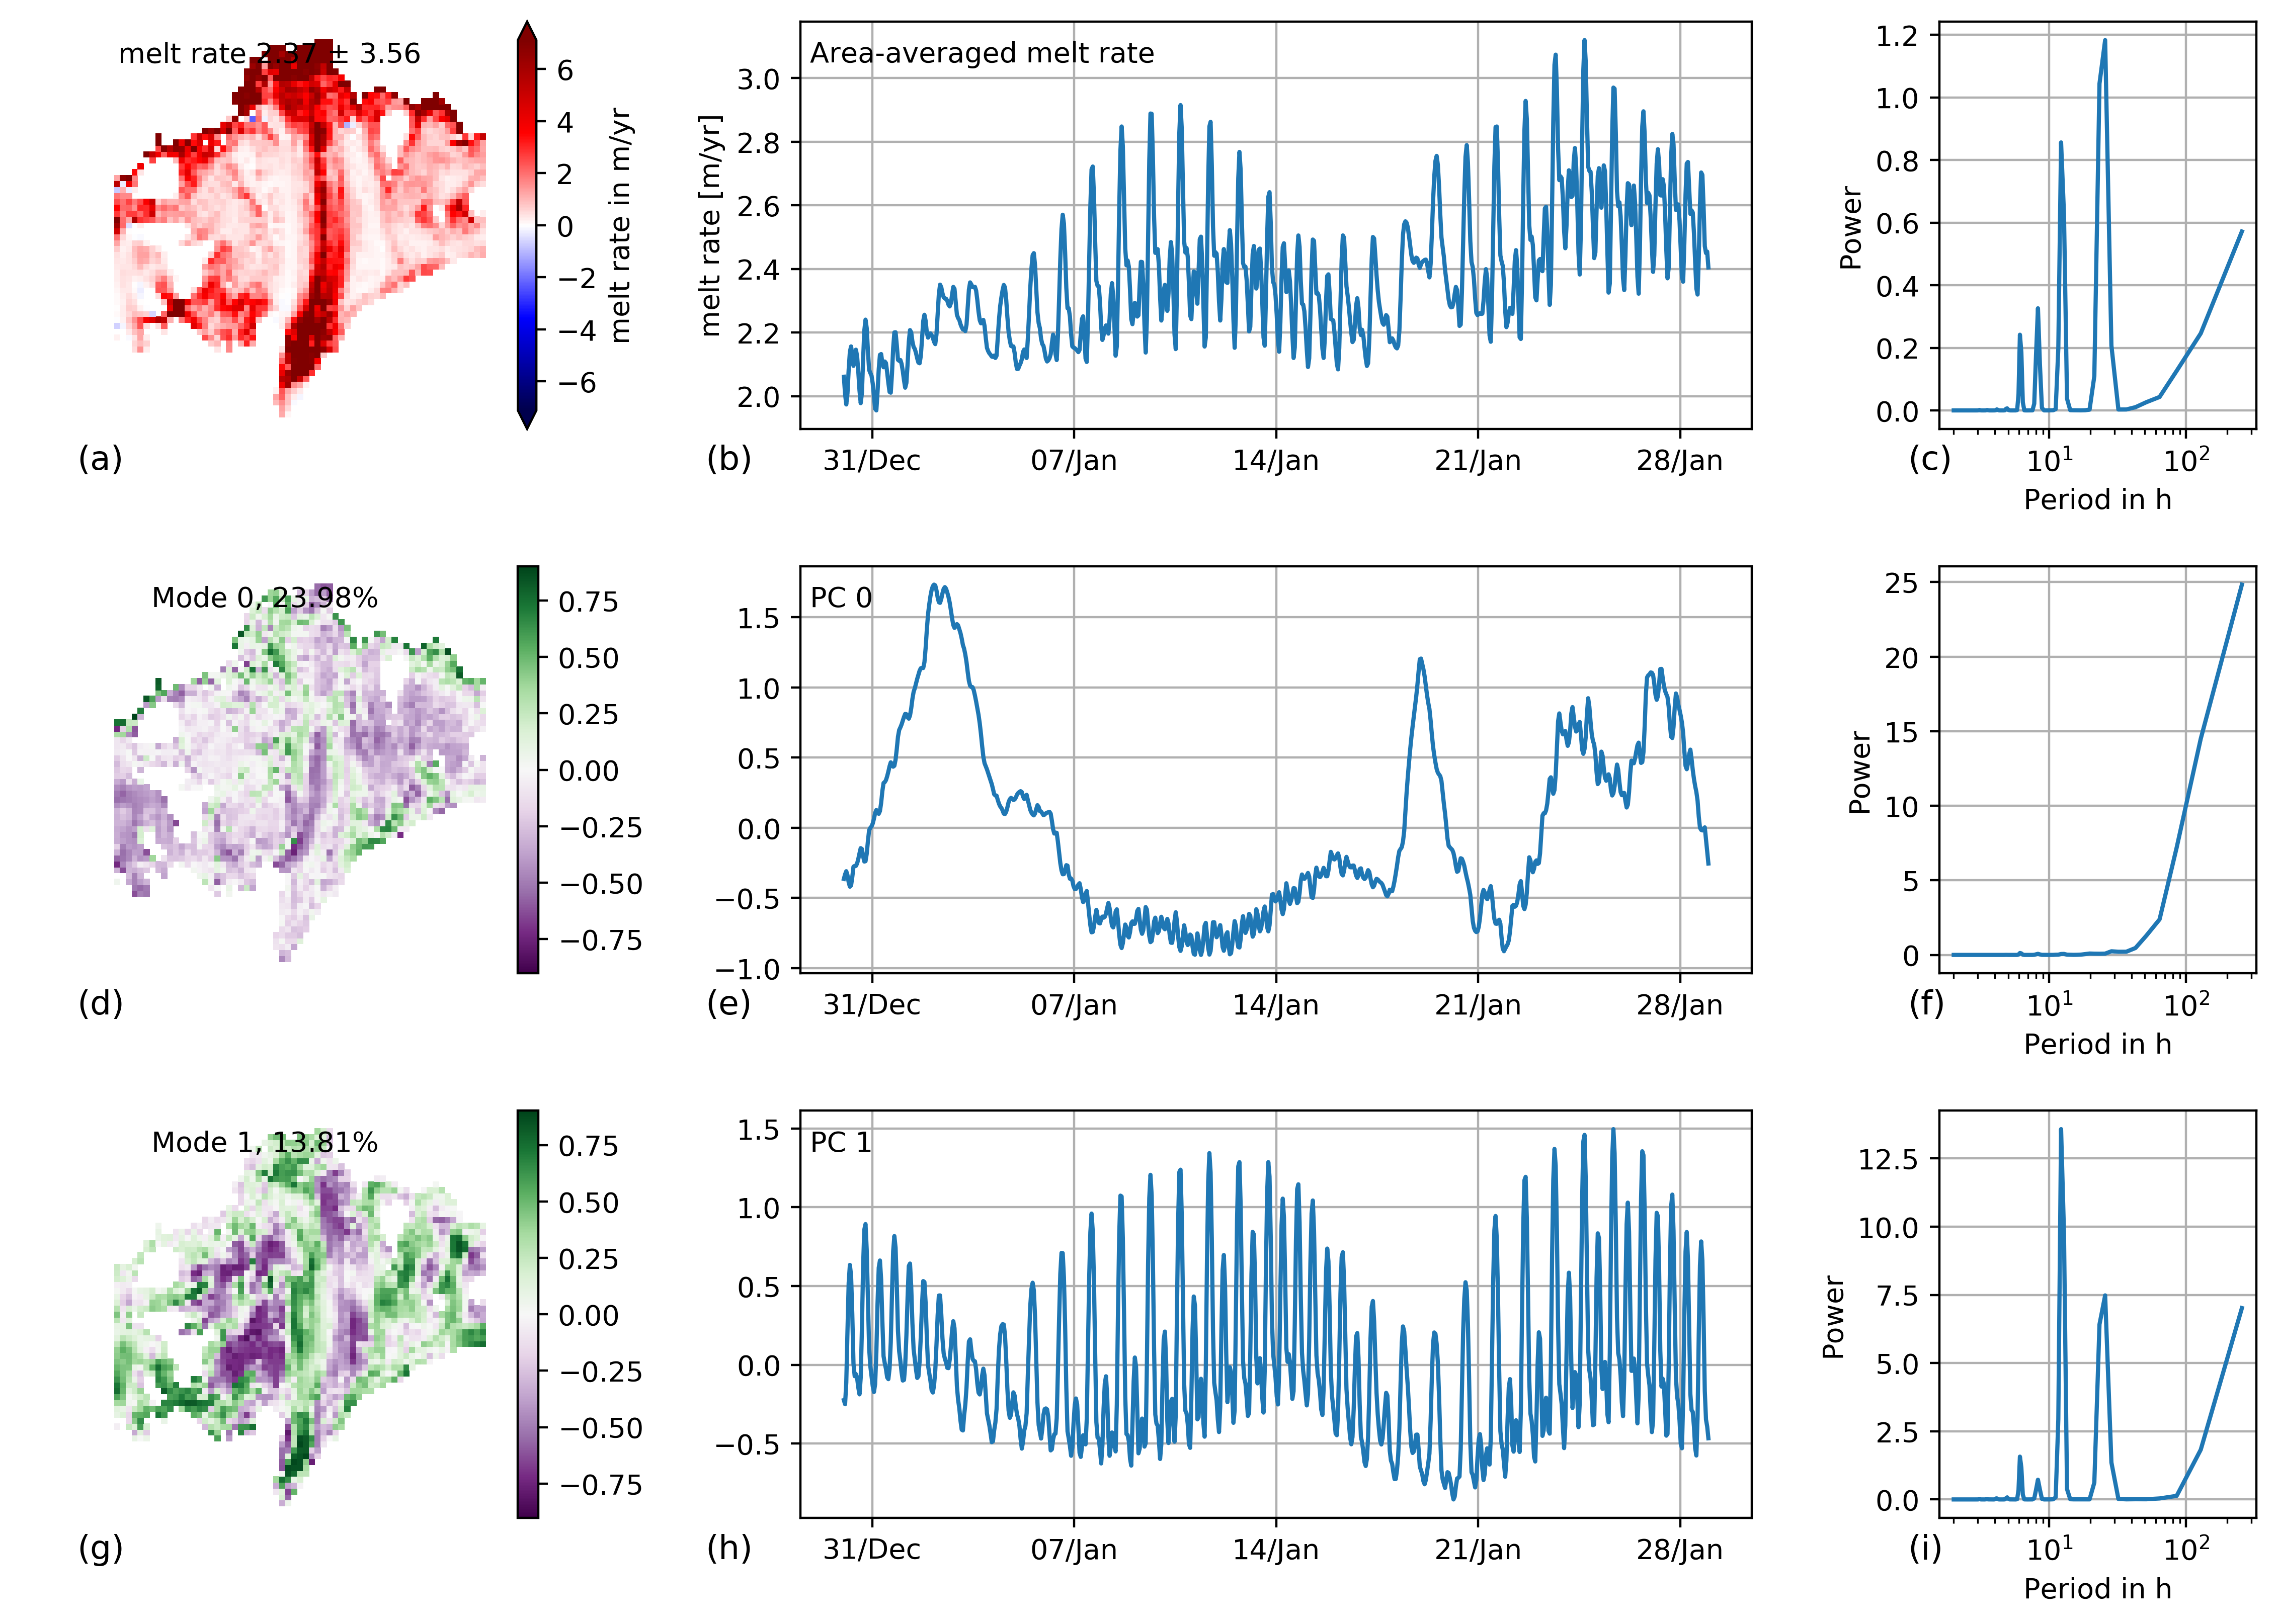 melt rate 2.37 ± 3.56
6
4
2
0
−2
−4
−6
melt rate in m/yr
(a)
Area-averaged melt rate
melt rate [m/yr]
3.0
2.8
2.6
2.4
2.2
2.0
31/Dec 07/Jan 14/Jan 21/Jan 28/Jan
(b)
Power
1.2
1.0
0.8
0.6
0.4
0.2
0.0
10¹ 10²
Period in h
(c)
Mode 0, 23.98%
0.75
0.50
0.25
0.00
−0.25
−0.50
−0.75
(d)
PC 0
1.5
1.0
0.5
0.0
−0.5
−1.0
31/Dec 07/Jan 14/Jan 21/Jan 28/Jan
(e)
Power
25
20
15
10
5
0
10¹ 10²
Period in h
(f)
Mode 1, 13.81%
0.75
0.50
0.25
0.00
−0.25
−0.50
−0.75
(g)
PC 1
1.5
1.0
0.5
0.0
−0.5
31/Dec 07/Jan 14/Jan 21/Jan 28/Jan
(h)
Power
12.5
10.0
7.5
5.0
2.5
0.0
10¹ 10²
Period in h
(i)